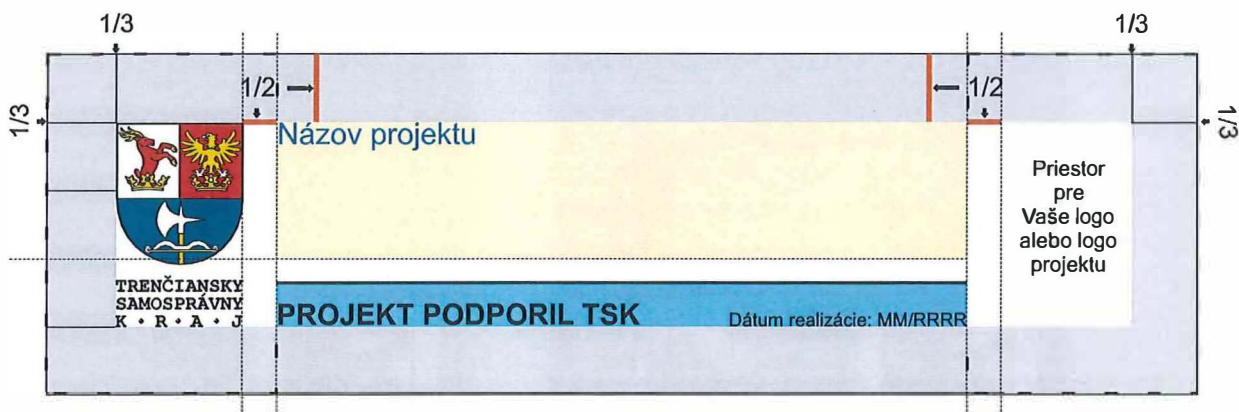 1/3
1/3
1/2
1/2
1/3
1/3
Názov projektu
Priestor
pre
Vaše logo
alebo logo
projektu
TRENČIANSKY
SAMOSPRÁVNY
K · R · A · J
PROJEKT PODPORIL TSK
Dátum realizácie: MM/RRRR